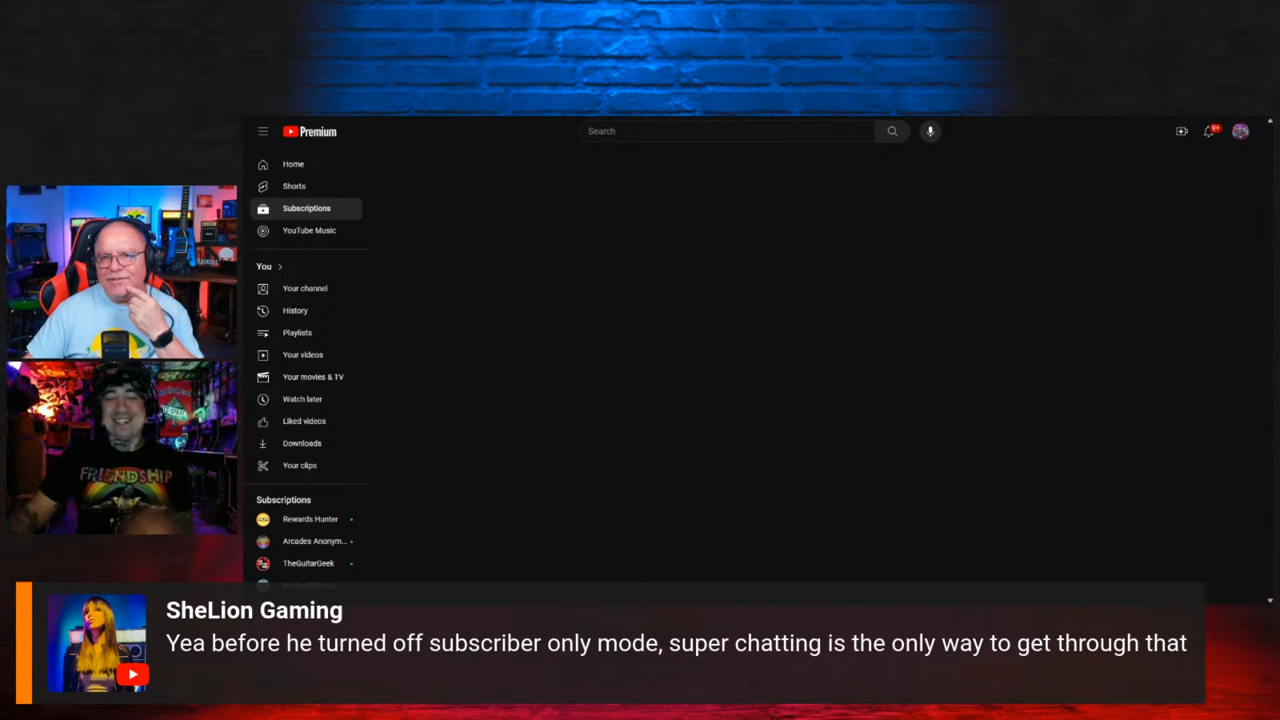 Premium
Search
9+
Home
Shorts
Subscriptions
YouTube Music
You
Your channel
History
Playlists
Your videos
Your movies & TV
Watch later
Liked videos
Downloads
Your clips
Subscriptions
Rewards Hunter
Arcades Anonym...
TheGuitarGeek
FRIENDSHIP
SheLion Gaming
Yea before he turned off subscriber only mode, super chatting is the only way to get through that